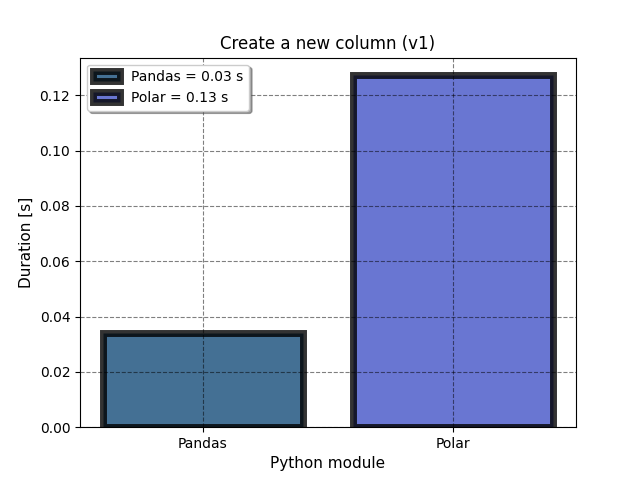 Create a new column (v1)
Pandas = 0.03 s
Polar = 0.13 s
0.12
0.10
0.08
0.06
0.04
0.02
0.00
Duration [s]
Pandas
Polar
Python module